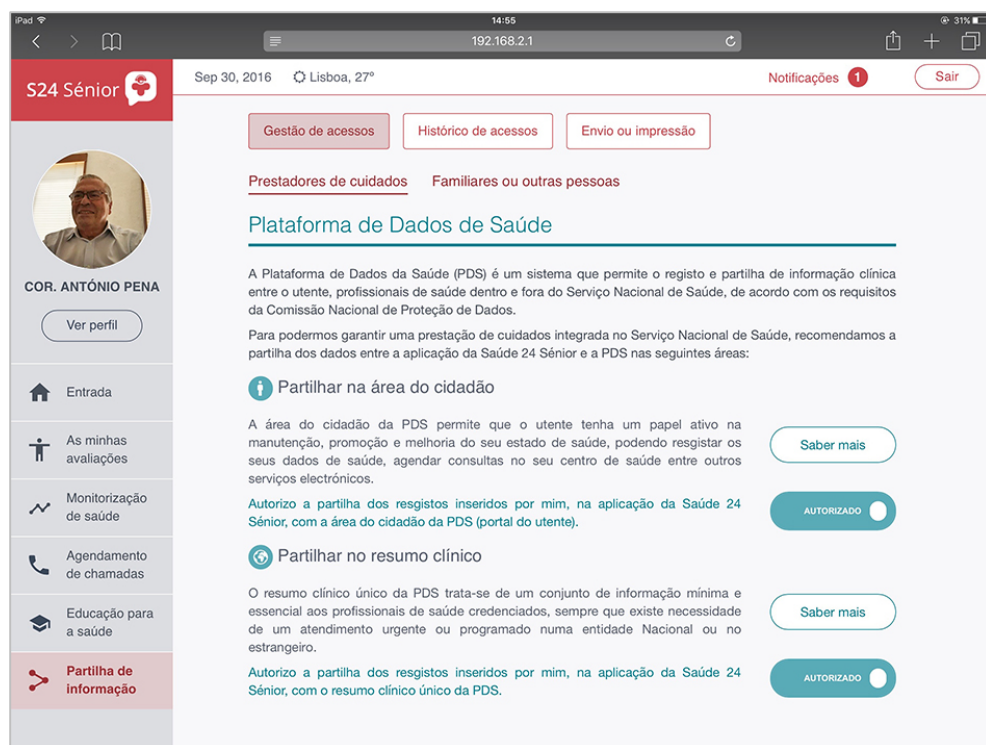 iPad
14:55
31%
192.168.2.1
S24 Sénior
Sep 30, 2016
Lisboa, 27º
Notificações 1
Sair
COR. ANTÓNIO PENA
Ver perfil
Entrada
As minhas
avaliações
Monitorização
de saúde
Agendamento
de chamadas
Educação para
a saúde
Partilha de
informação
Gestão de acessos
Histórico de acessos
Envio ou impressão
Prestadores de cuidados
Familiares ou outras pessoas
Plataforma de Dados de Saúde
A Plataforma de Dados da Saúde (PDS) é um sistema que permite o registo e partilha de informação clínica
entre o utente, profissionais de saúde dentro e fora do Serviço Nacional de Saúde, de acordo com os requisitos
da Comissão Nacional de Proteção de Dados.
Para podermos garantir uma prestação de cuidados integrada no Serviço Nacional de Saúde, recomendamos a
partilha dos dados entre a aplicação da Saúde 24 Sénior e a PDS nas seguintes áreas:
Partilhar na área do cidadão
A área do cidadão da PDS permite que o utente tenha um papel ativo na
manutenção, promoção e melhoria do seu estado de saúde, podendo resgistar os
seus dados de saúde, agendar consultas no seu centro de saúde entre outros
serviços electrónicos.
Saber mais
Autorizo a partilha dos resgistos inseridos por mim, na aplicação da Saúde 24
Sénior, com a área do cidadão da PDS (portal do utente).
AUTORIZADO
Partilhar no resumo clínico
O resumo clínico único da PDS trata-se de um conjunto de informação mínima e
essencial aos profissionais de saúde credenciados, sempre que existe necessidade
de um atendimento urgente ou programado numa entidade Nacional ou no
estrangeiro.
Saber mais
Autorizo a partilha dos resgistos inseridos por mim, na aplicação da Saúde 24
Sénior, com o resumo clínico único da PDS.
AUTORIZADO